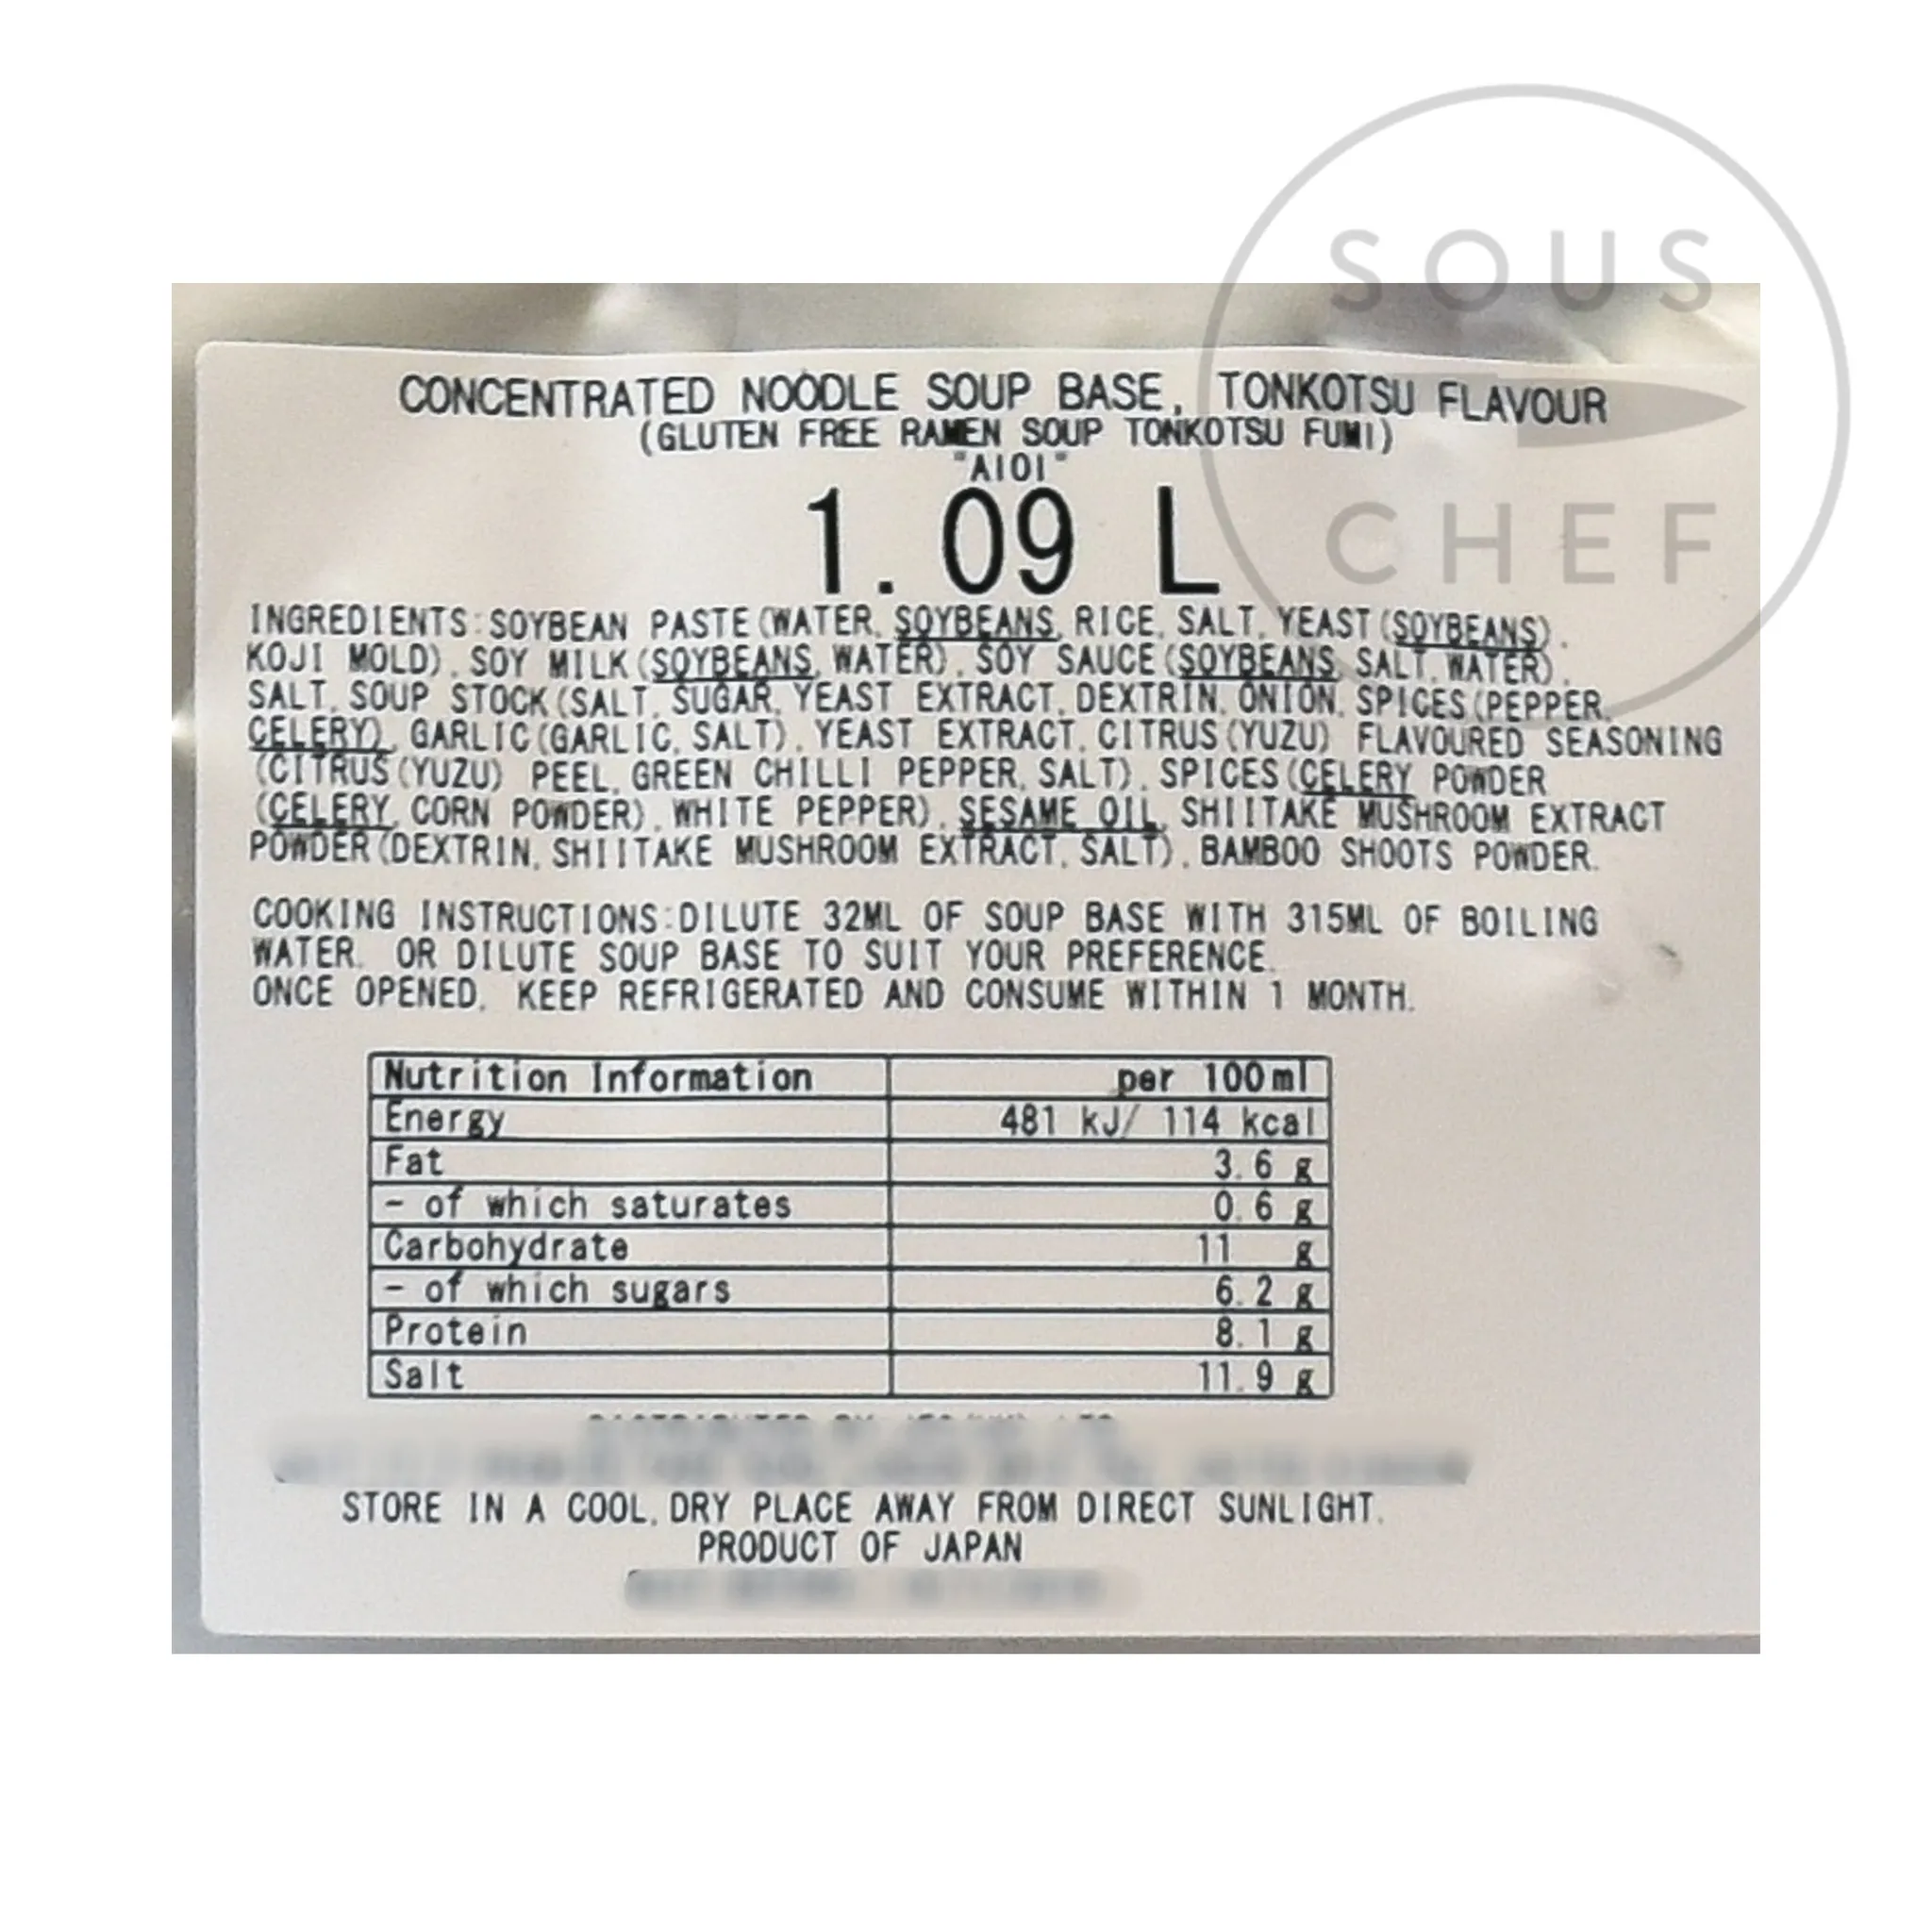 SOUS
CHEF
CONCENTRATED NOODLE SOUP BASE, TONKOTSU FLAVOUR
(GLUTEN FREE RAMEN SOUP TONKOTSU FUMI)
"AIOI"
1.09 L
INGREDIENTS:SOYBEAN PASTE(WATER, SOYBEANS, RICE, SALT, YEAST(SOYBEANS),
KOJI MOLD), SOY MILK(SOYBEANS, WATER), SOY SAUCE(SOYBEANS, SALT, WATER),
SALT, SOUP STOCK(SALT, SUGAR, YEAST EXTRACT, DEXTRIN, ONION, SPICES(PEPPER,
CELERY), GARLIC(GARLIC, SALT), YEAST EXTRACT, CITRUS(YUZU) FLAVOURED SEASONING
(CITRUS(YUZU) PEEL, GREEN CHILLI PEPPER, SALT), SPICES(CELERY POWDER
(CELERY, CORN POWDER), WHITE PEPPER), SESAME OIL, SHIITAKE MUSHROOM EXTRACT
POWDER(DEXTRIN, SHIITAKE MUSHROOM EXTRACT, SALT), BAMBOO SHOOTS POWDER.
COOKING INSTRUCTIONS:DILUTE 32ML OF SOUP BASE WITH 315ML OF BOILING
WATER. OR DILUTE SOUP BASE TO SUIT YOUR PREFERENCE.
ONCE OPENED, KEEP REFRIGERATED AND CONSUME WITHIN 1 MONTH.
Nutrition Information per 100ml
Energy 481 kJ/ 114 kcal
Fat 3.6 g
- of which saturates 0.6 g
Carbohydrate 11 g
- of which sugars 6.2 g
Protein 8.1 g
Salt 11.9 g
STORE IN A COOL, DRY PLACE AWAY FROM DIRECT SUNLIGHT.
PRODUCT OF JAPAN